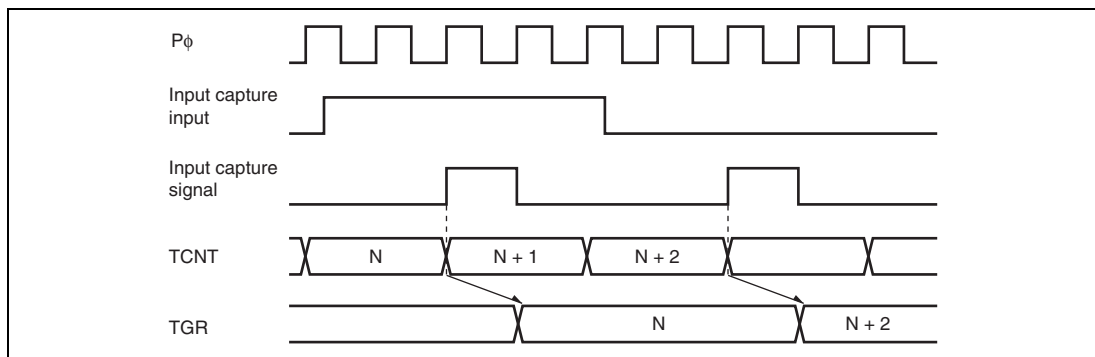 Pϕ
Input capture
input
Input capture
signal
TCNT
N
N + 1
N + 2
TGR
N
N + 2